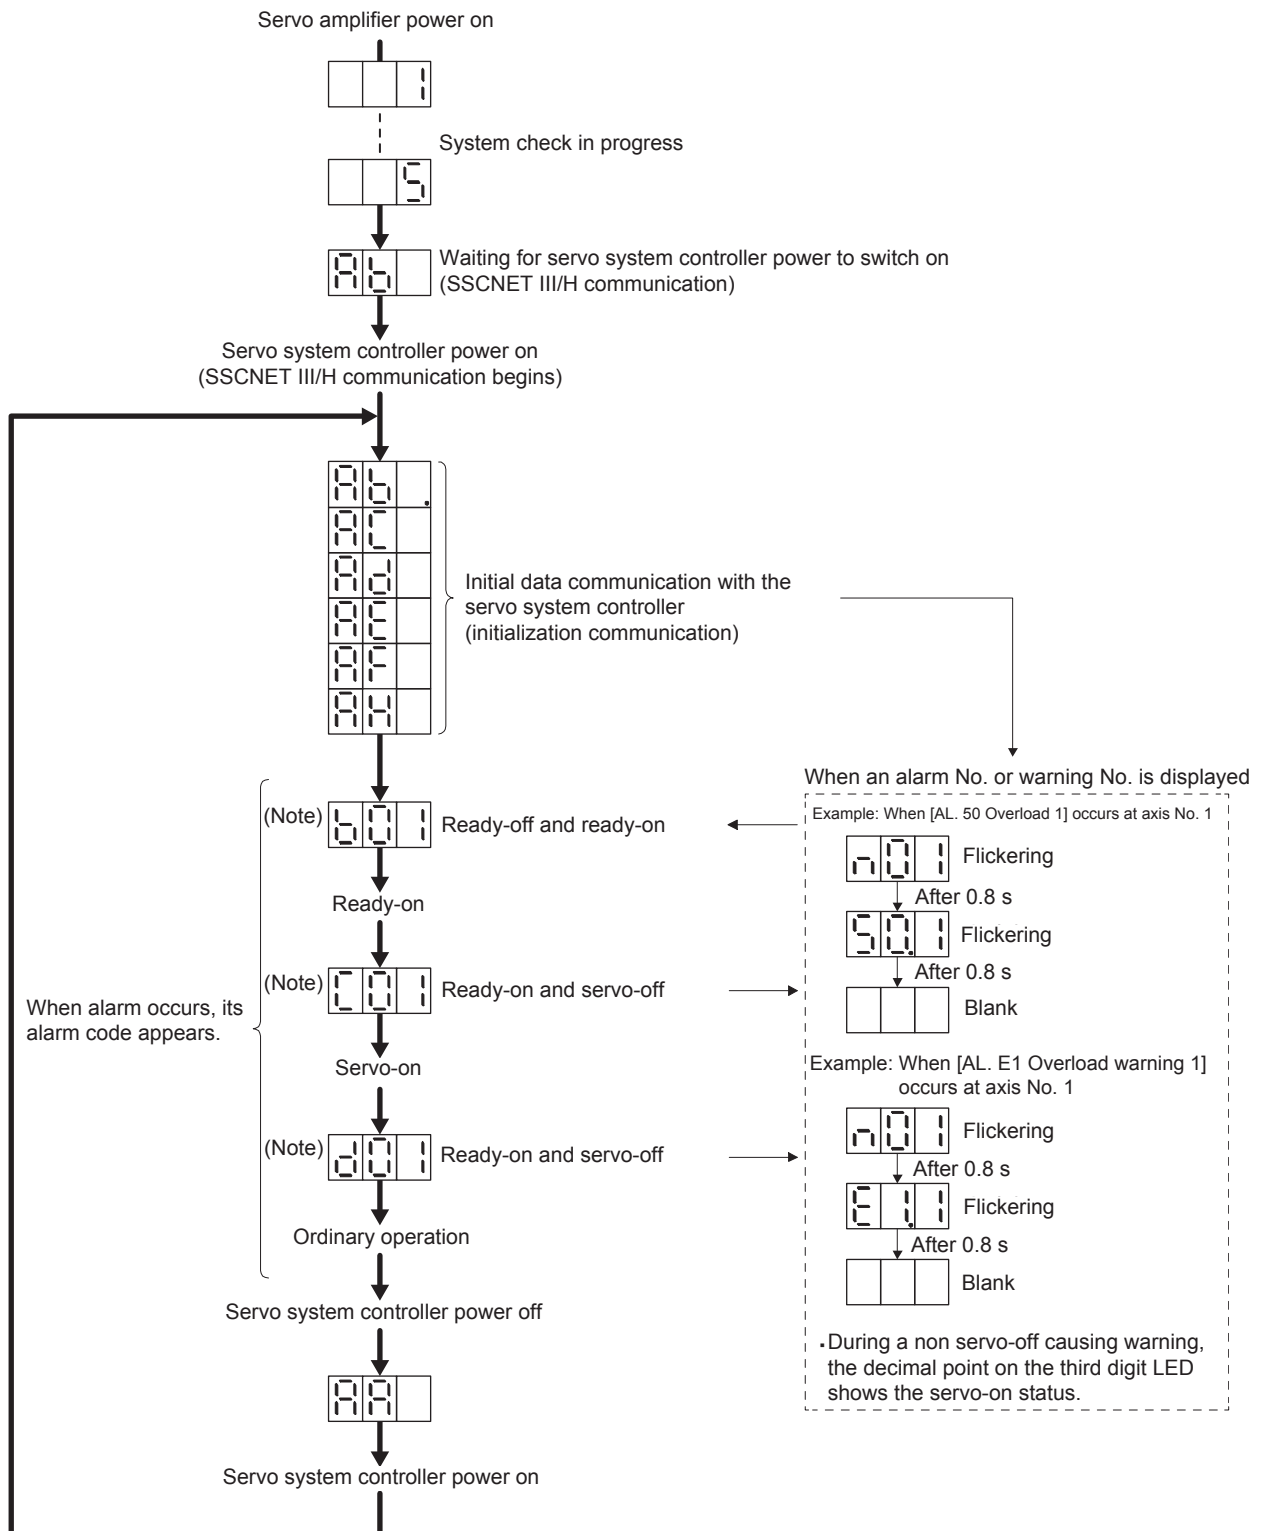 Servo amplifier power on
1
System check in progress
5
Ab
Waiting for servo system controller power to switch on
(SSCNET III/H communication)
Servo system controller power on
(SSCNET III/H communication begins)
Ab .
AC
Ad
AE
AF
AH
Initial data communication with the
servo system controller
(initialization communication)
When alarm occurs, its
alarm code appears.
(Note)
b01
Ready-off and ready-on
Ready-on
(Note)
C01
Ready-on and servo-off
Servo-on
(Note)
d01
Ready-on and servo-off
Ordinary operation
Servo system controller power off
AA
Servo system controller power on
When an alarm No. or warning No. is displayed
Example: When [AL. 50 Overload 1] occurs at axis No. 1
n01
Flickering
After 0.8 s
50.1
Flickering
After 0.8 s
Blank
Example: When [AL. E1 Overload warning 1]
occurs at axis No. 1
n01
Flickering
After 0.8 s
E1.1
Flickering
After 0.8 s
Blank
▪During a non servo-off causing warning,
the decimal point on the third digit LED
shows the servo-on status.